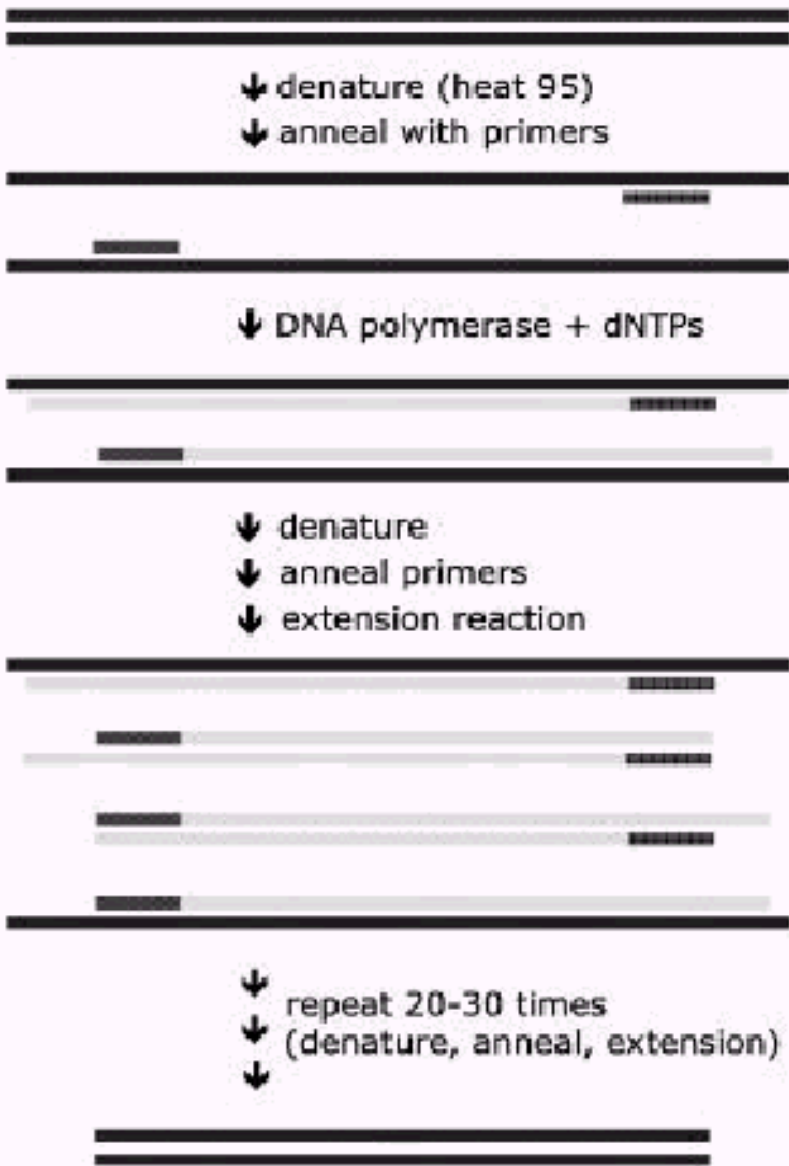 denature (heat 95)
anneal with primers
DNA polymerase + dNTPs
denature
anneal primers
extension reaction
repeat 20-30 times
(denature, anneal, extension)